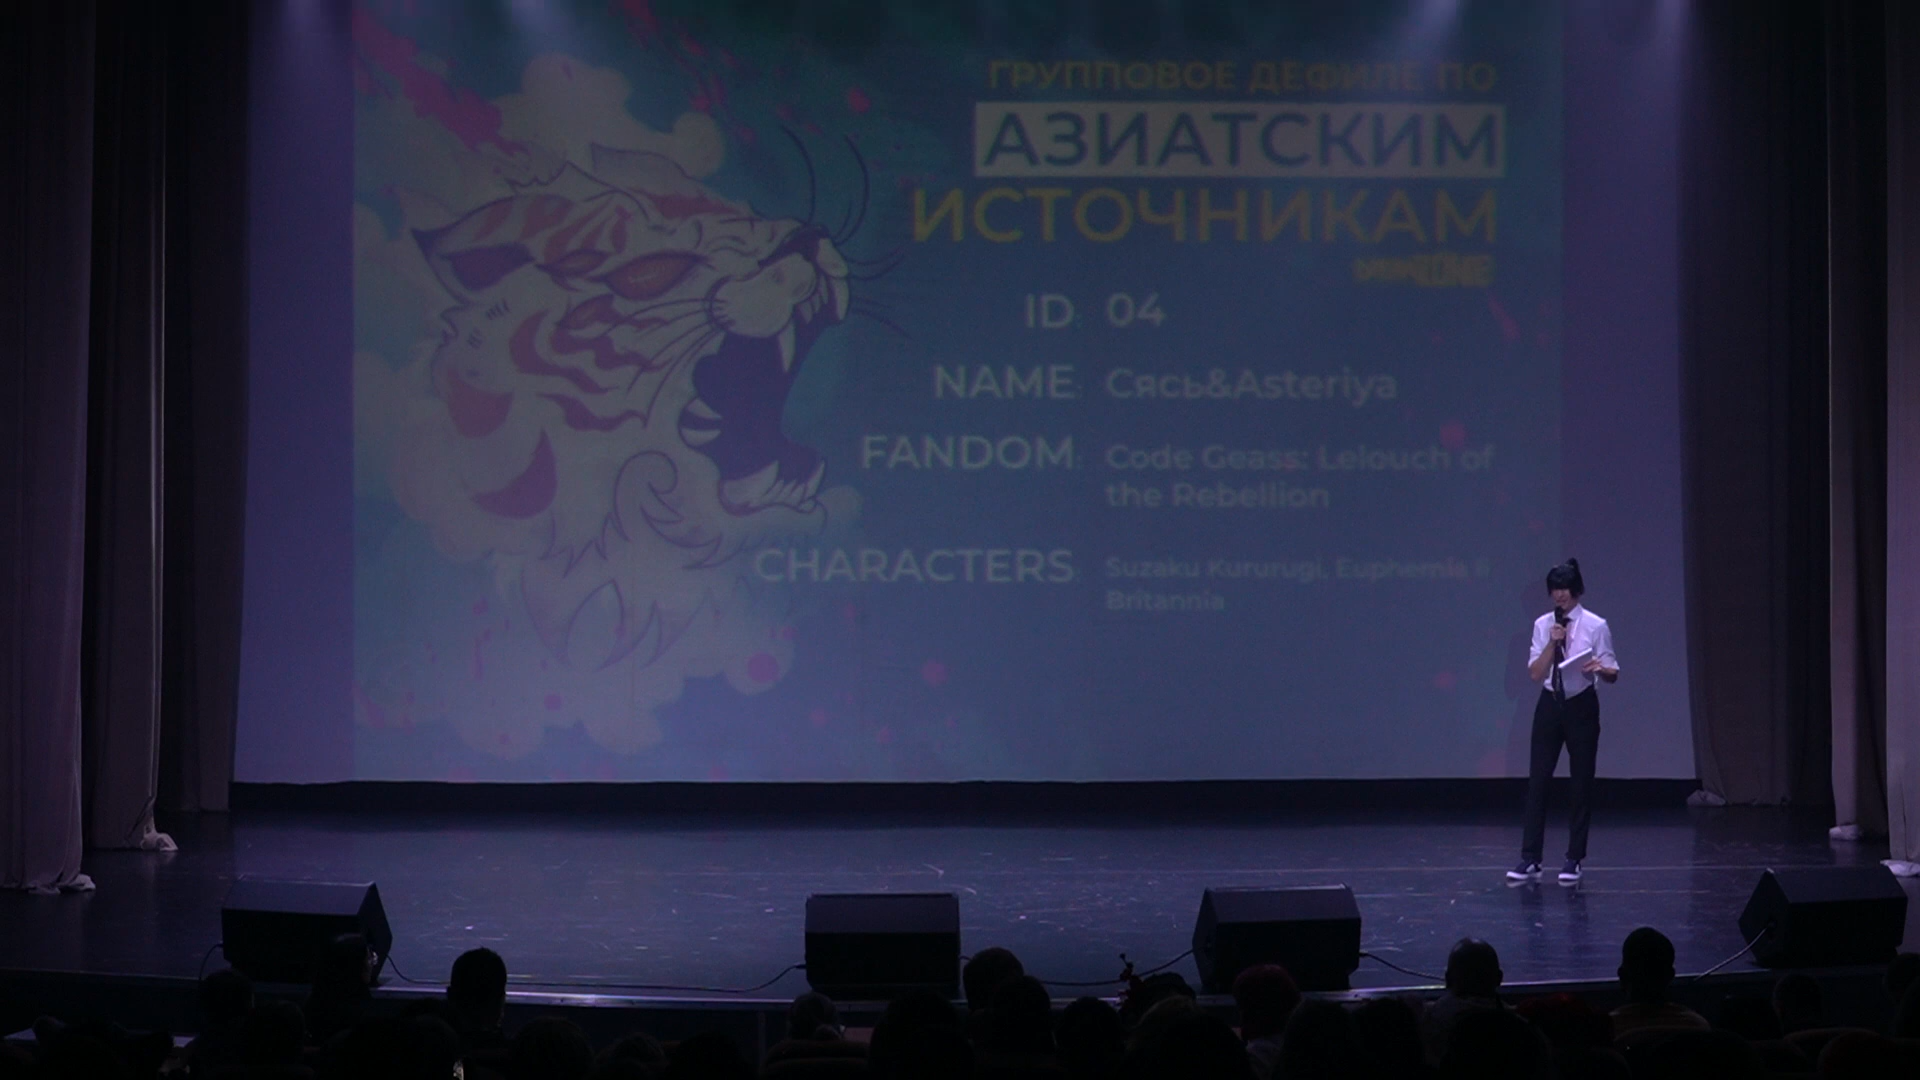 ГРУППОВОЕ ДЕФИЛЕ ПО
АЗИАТСКИМ
ИСТОЧНИКАМ
ID: 04
NAME: Сясь&Asteriya
FANDOM: Code Geass: Lelouch of
the Rebellion
CHARACTERS: Suzaku Kururugi, Euphemia li
Britannia